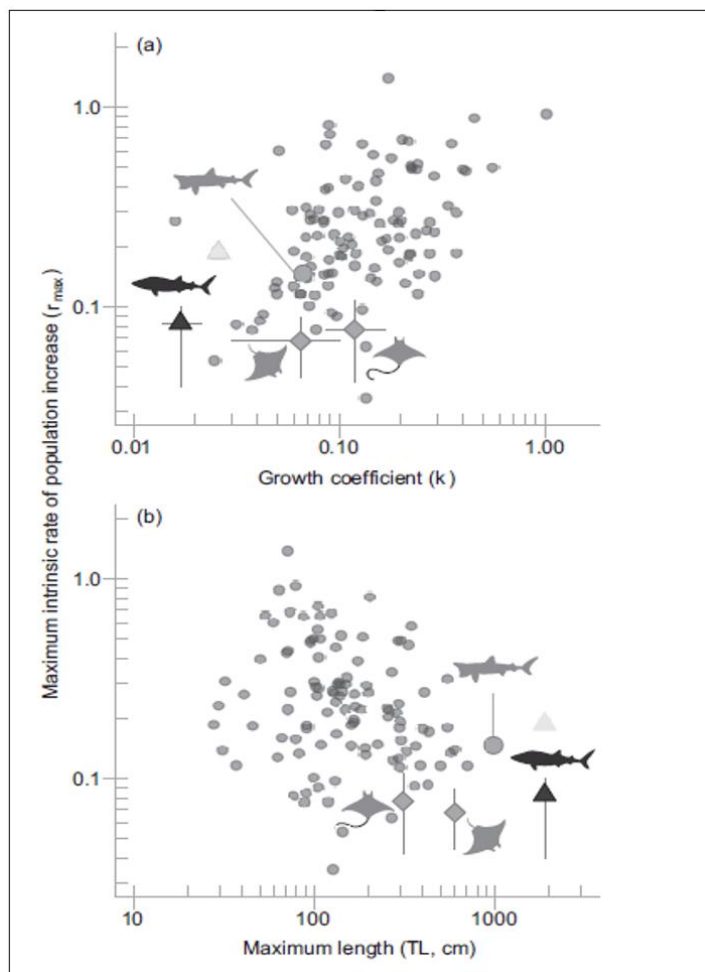 (a)
1.0
0.1
0.01 0.10 1.00
Growth coefficient (k)
Maximum intrinsic rate of population increase (rmax)
(b)
1.0
0.1
10 100 1000
Maximum length (TL, cm)